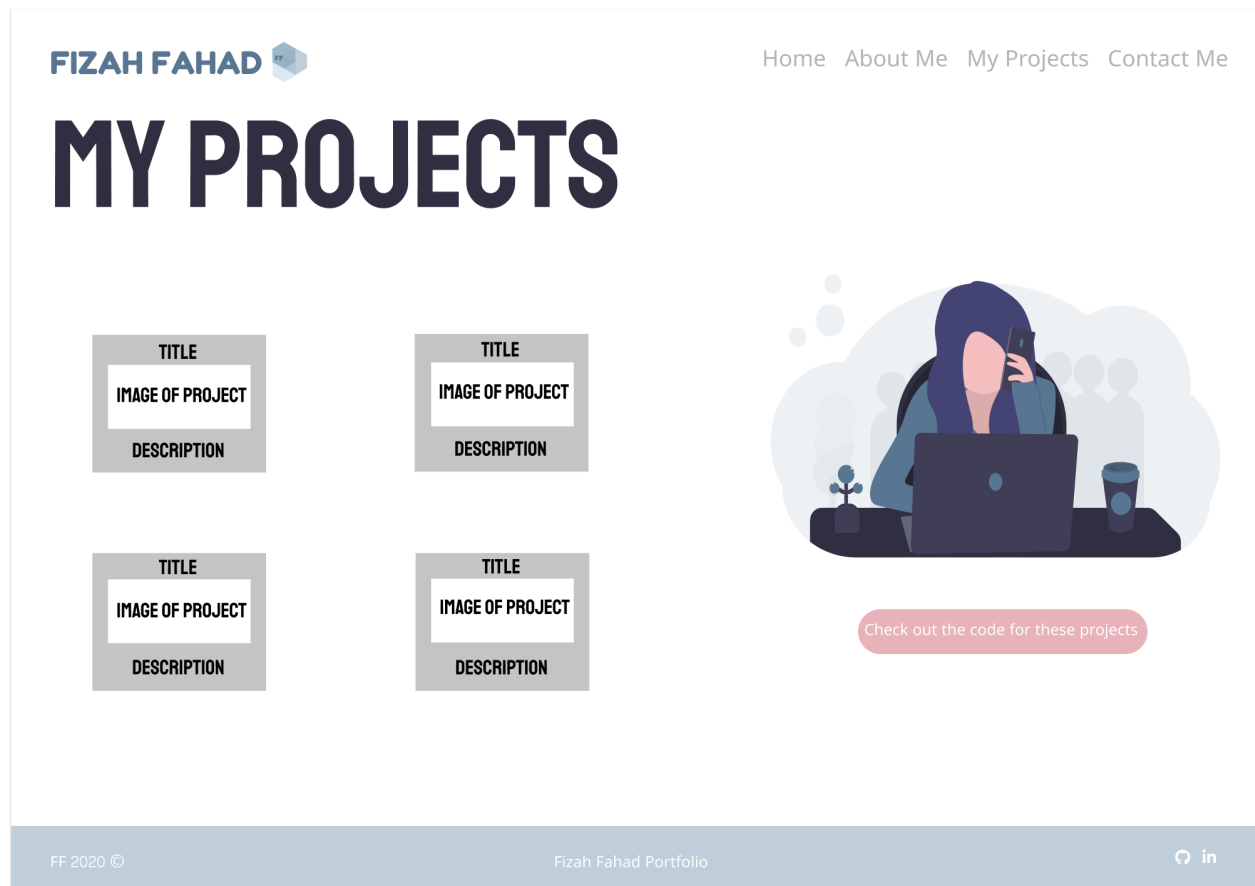 FIZAH FAHAD
FF
Home About Me My Projects Contact Me
MY PROJECTS
TITLE
IMAGE OF PROJECT
DESCRIPTION
TITLE
IMAGE OF PROJECT
DESCRIPTION
TITLE
IMAGE OF PROJECT
DESCRIPTION
TITLE
IMAGE OF PROJECT
DESCRIPTION
Check out the code for these projects
FF 2020 ©
Fizah Fahad Portfolio
in